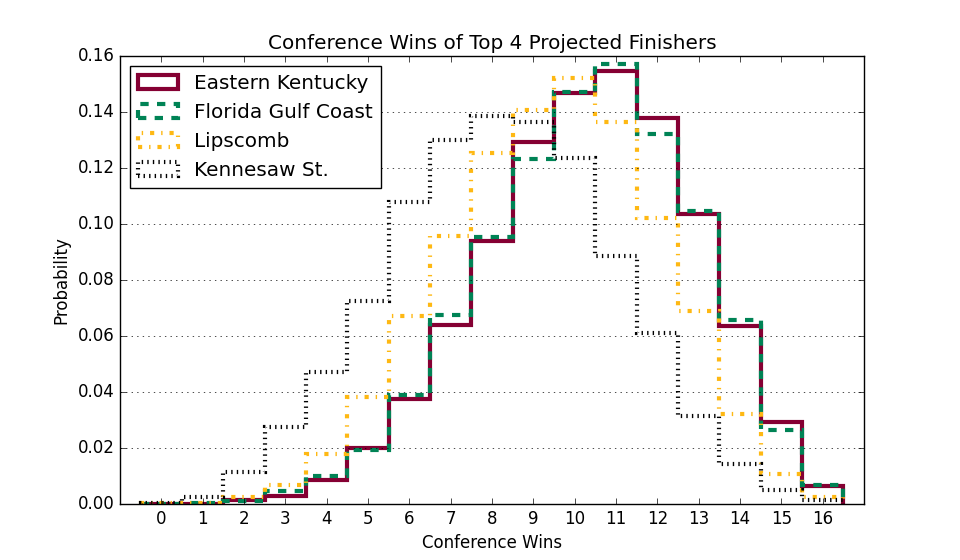 Conference Wins of Top 4 Projected Finishers
Eastern Kentucky
Florida Gulf Coast
Lipscomb
Kennesaw St.
Probability
0.16
0.14
0.12
0.10
0.08
0.06
0.04
0.02
0.00
0 1 2 3 4 5 6 7 8 9 10 11 12 13 14 15 16
Conference Wins